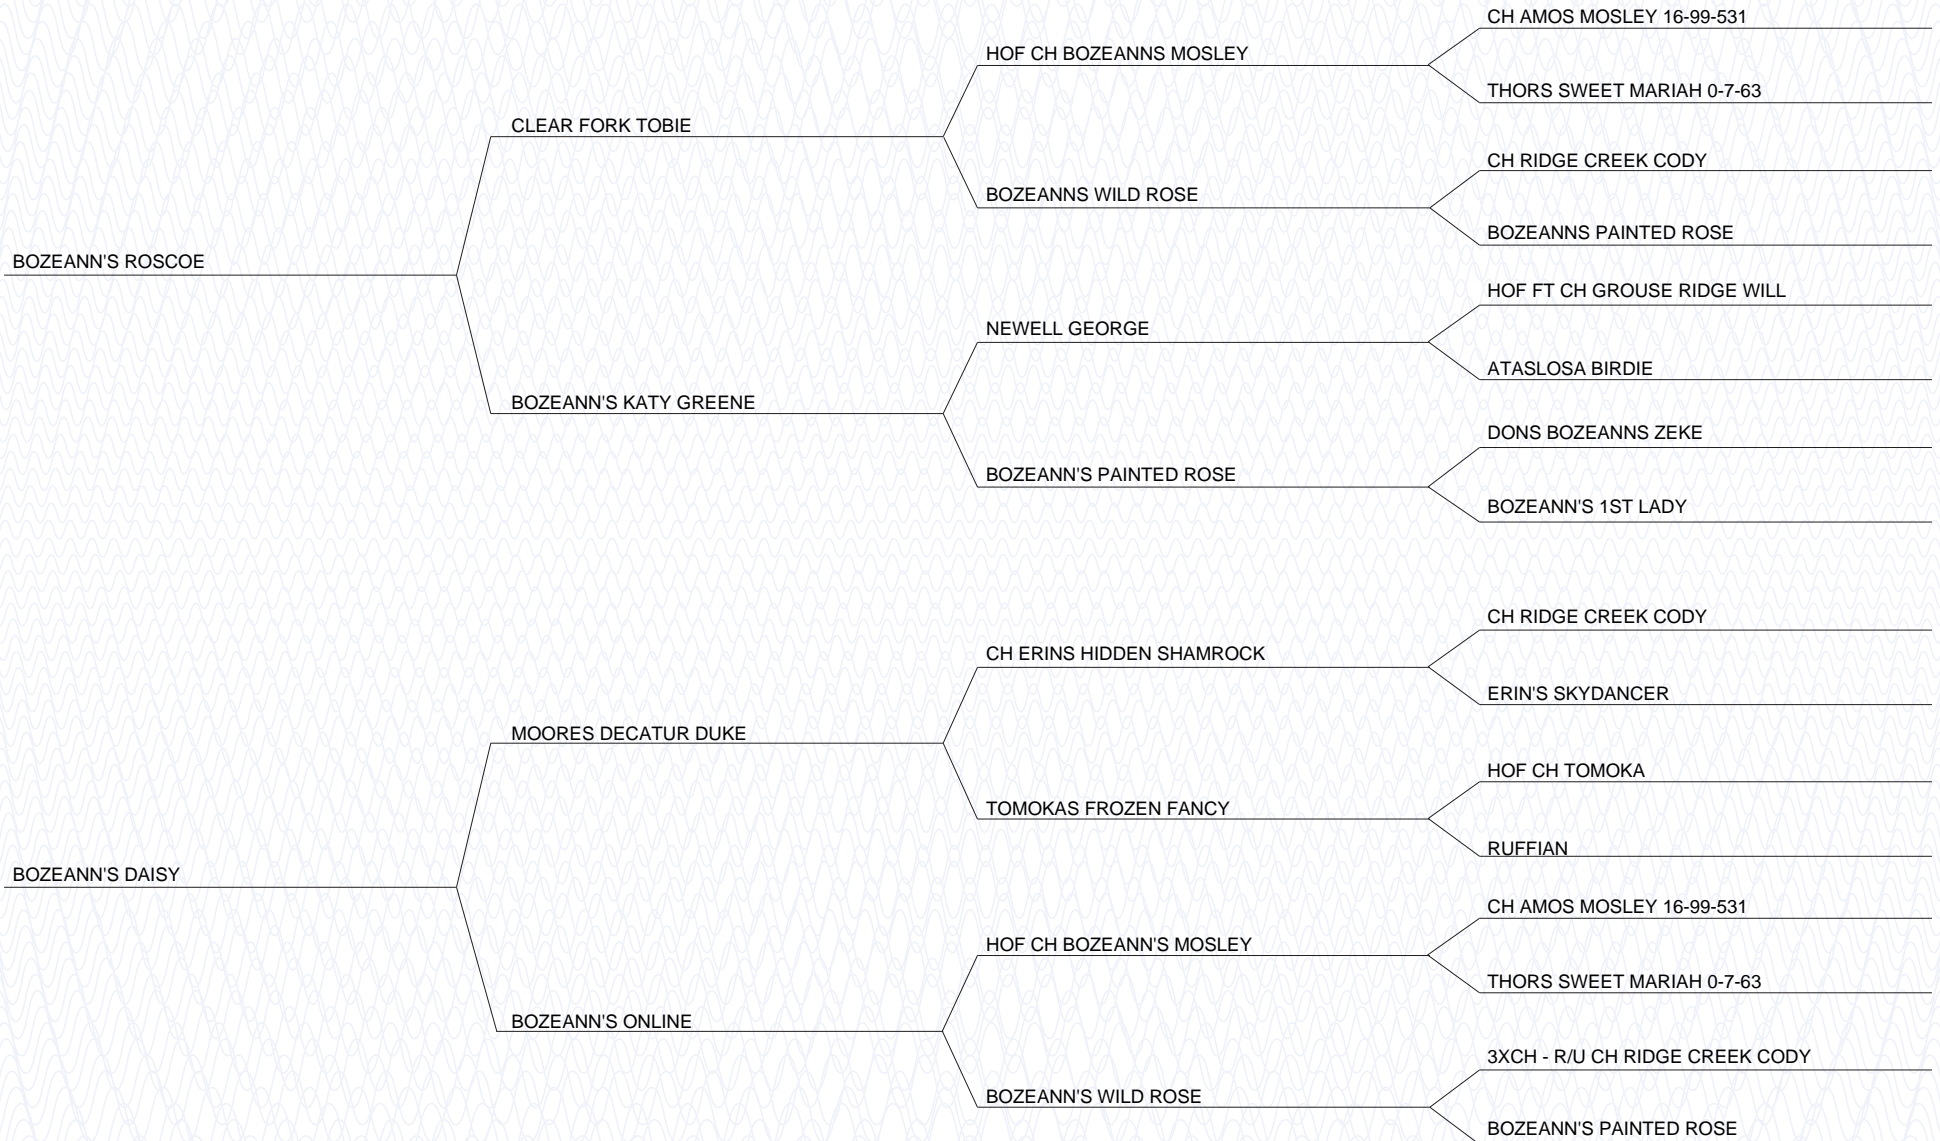 CH AMOS MOSLEY 16-99-531
HOF CH BOZEANNS MOSLEY
THORS SWEET MARIAH 0-7-63
CLEAR FORK TOBIE
CH RIDGE CREEK CODY
BOZEANNS WILD ROSE
BOZEANNS PAINTED ROSE
BOZEANN'S ROSCOE
HOF FT CH GROUSE RIDGE WILL
NEWELL GEORGE
ATASLOSA BIRDIE
BOZEANN'S KATY GREENE
DONS BOZEANNS ZEKE
BOZEANN'S PAINTED ROSE
BOZEANN'S 1ST LADY
CH RIDGE CREEK CODY
CH ERINS HIDDEN SHAMROCK
ERIN'S SKYDANCER
MOORES DECATUR DUKE
HOF CH TOMOKA
TOMOKAS FROZEN FANCY
RUFFIAN
BOZEANN'S DAISY
CH AMOS MOSLEY 16-99-531
HOF CH BOZEANN'S MOSLEY
THORS SWEET MARIAH 0-7-63
BOZEANN'S ONLINE
3XCH - R/U CH RIDGE CREEK CODY
BOZEANN'S WILD ROSE
BOZEANN'S PAINTED ROSE